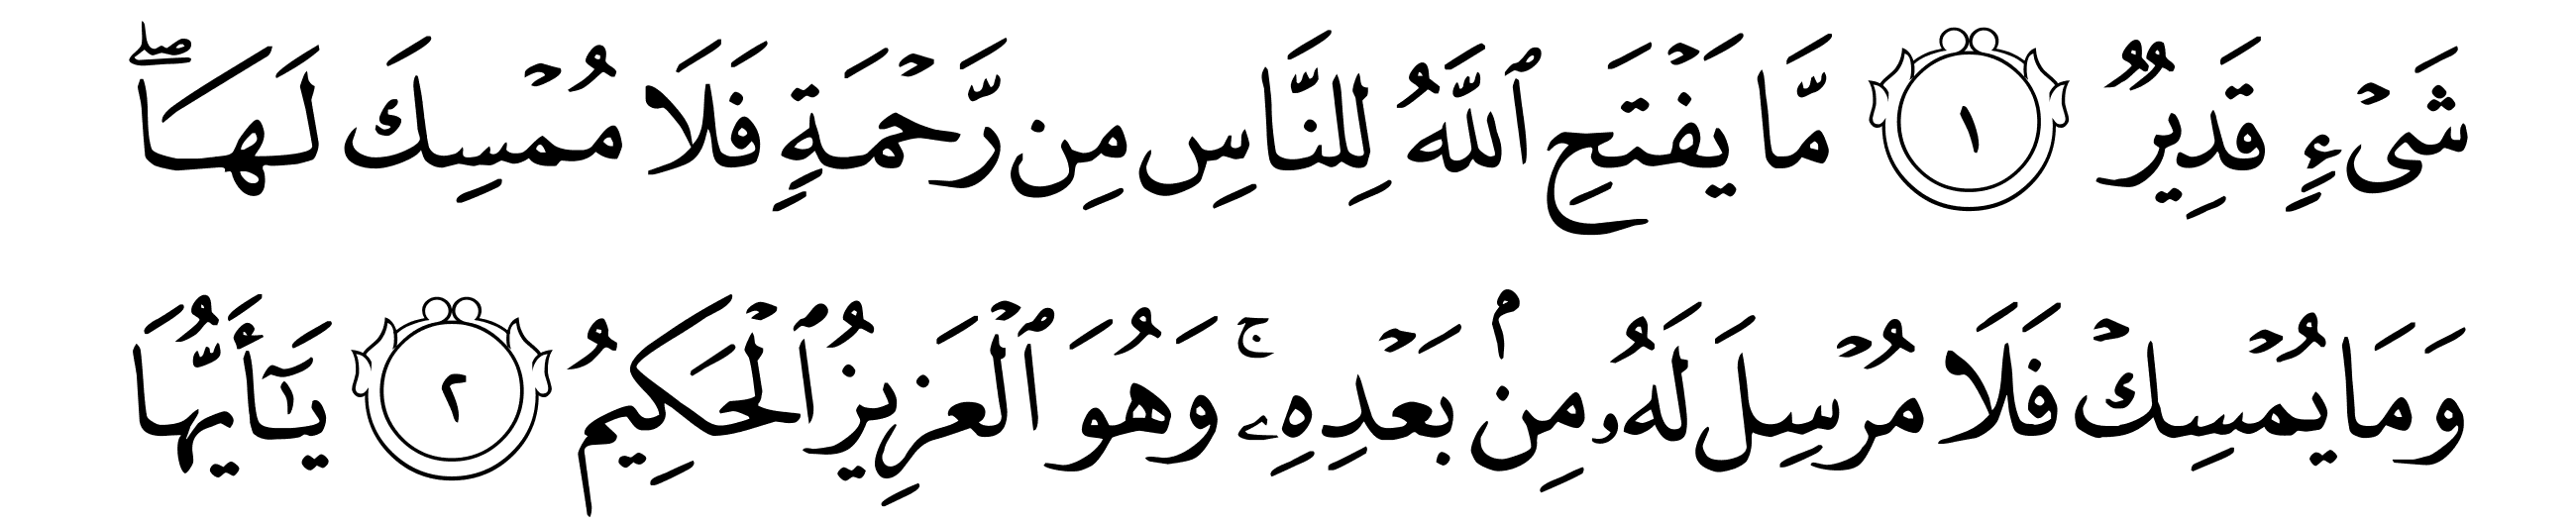 شَىۡءٍ قَدِيرٌ ١ مَّا يَفۡتَحِ ٱللَّهُ لِلنَّاسِ مِن رَّحۡمَةٍ فَلَا مُمۡسِكَ لَهَاۖ
وَمَا يُمۡسِكۡ فَلَا مُرۡسِلَ لَهُۥ مِنۢ بَعۡدِهِۦۚ وَهُوَ ٱلۡعَزِيزُ ٱلۡحَكِيمُ ٢ يَـٰٓأَيُّهَا